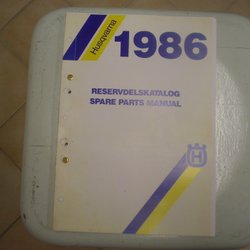 Husqvarna
1986
RESERVDELSKATALOG
SPARE PARTS MANUAL